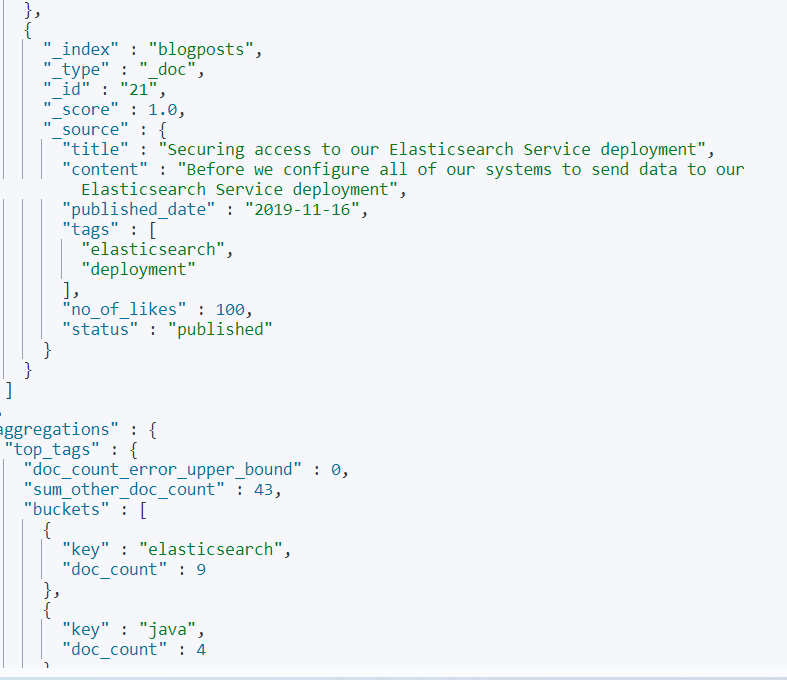 },
{
"_index" : "blogposts",
"_type" : "_doc",
"_id" : "21",
"_score" : 1.0,
"_source" : {
"title" : "Securing access to our Elasticsearch Service deployment",
"content" : "Before we configure all of our systems to send data to our
Elasticsearch Service deployment",
"published_date" : "2019-11-16",
"tags" : [
"elasticsearch",
"deployment"
],
"no_of_likes" : 100,
"status" : "published"
}
}
]
,
aggregations" : {
"top_tags" : {
"doc_count_error_upper_bound" : 0,
"sum_other_doc_count" : 43,
"buckets" : [
{
"key" : "elasticsearch",
"doc_count" : 9
},
{
"key" : "java",
"doc_count" : 4
}